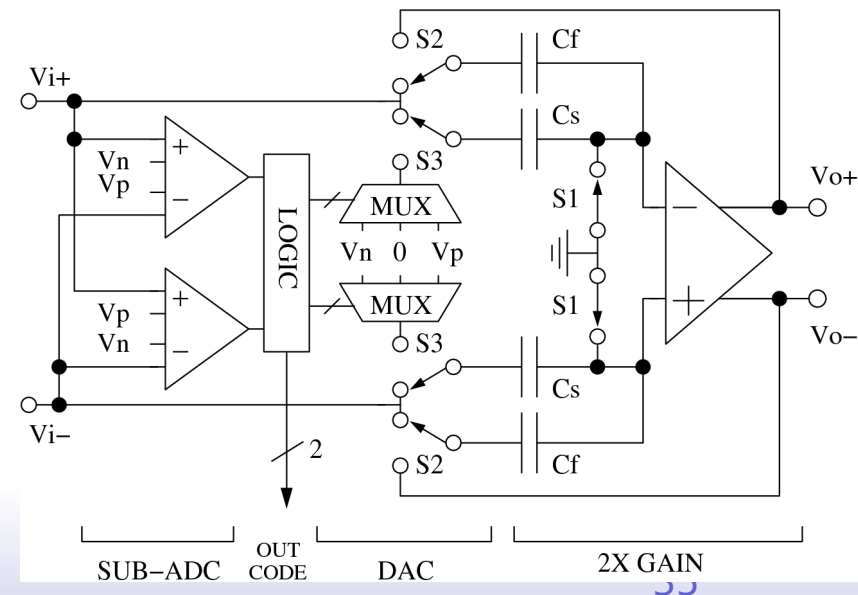 S2
Cf
Vi+
Cs
+
Vn
Vp
−
S3
MUX
S1
Vo+
−
LOGIC
Vn 0 Vp
+
Vp
Vn
−
MUX
S1
S3
Vo−
Cs
Vi−
2
S2
Cf
SUB−ADC
OUT CODE
DAC
2X GAIN